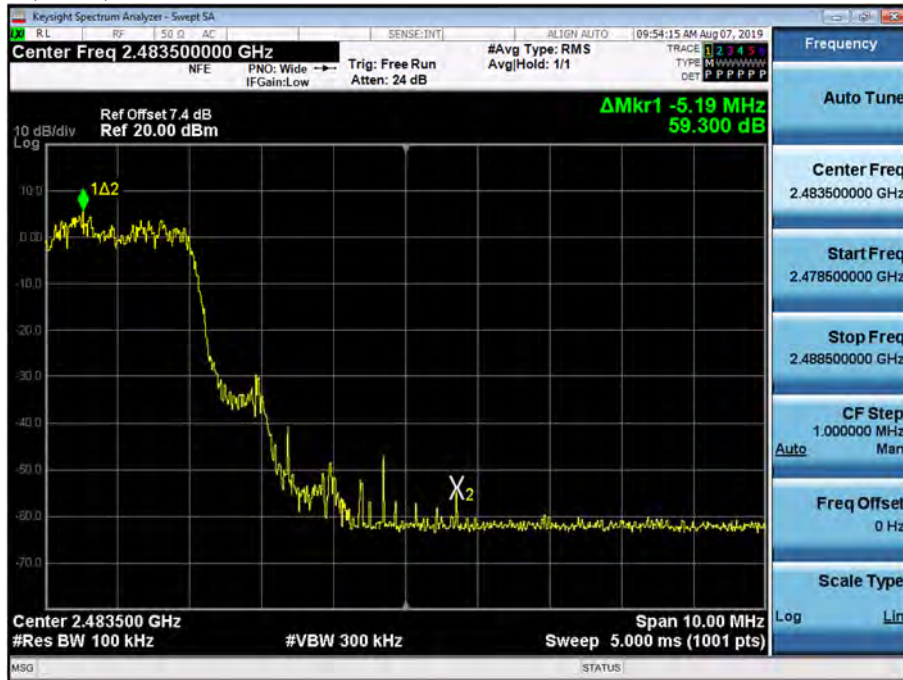 Keysight Spectrum Analyzer - Swept SA
LXI RL RF 50 Ω AC SENSE:INT ALIGN AUTO 09:54:15 AM Aug 07, 2019
Center Freq 2.483500000 GHz
NFE
PNO: Wide
IFGain:Low
Trig: Free Run
Atten: 24 dB
#Avg Type: RMS
Avg|Hold: 1/1
TRACE 1 2 3 4 5 6
TYPE M WWWWW
DET P P P P P P
Ref Offset 7.4 dB
10 dB/div Ref 20.00 dBm
Log
ΔMkr1 -5.19 MHz
59.300 dB
1Δ2
10.0
0.00
-10.0
-20.0
-30.0
-40.0
-50.0
X2
-60.0
-70.0
Center 2.483500 GHz
Span 10.00 MHz
#Res BW 100 kHz
#VBW 300 kHz
Sweep 5.000 ms (1001 pts)
MSG
STATUS
Frequency
Auto Tune
Center Freq
2.483500000 GHz
Start Freq
2.478500000 GHz
Stop Freq
2.488500000 GHz
CF Step
1.000000 MHz
Auto Man
Freq Offset
0 Hz
Scale Type
Log Lin